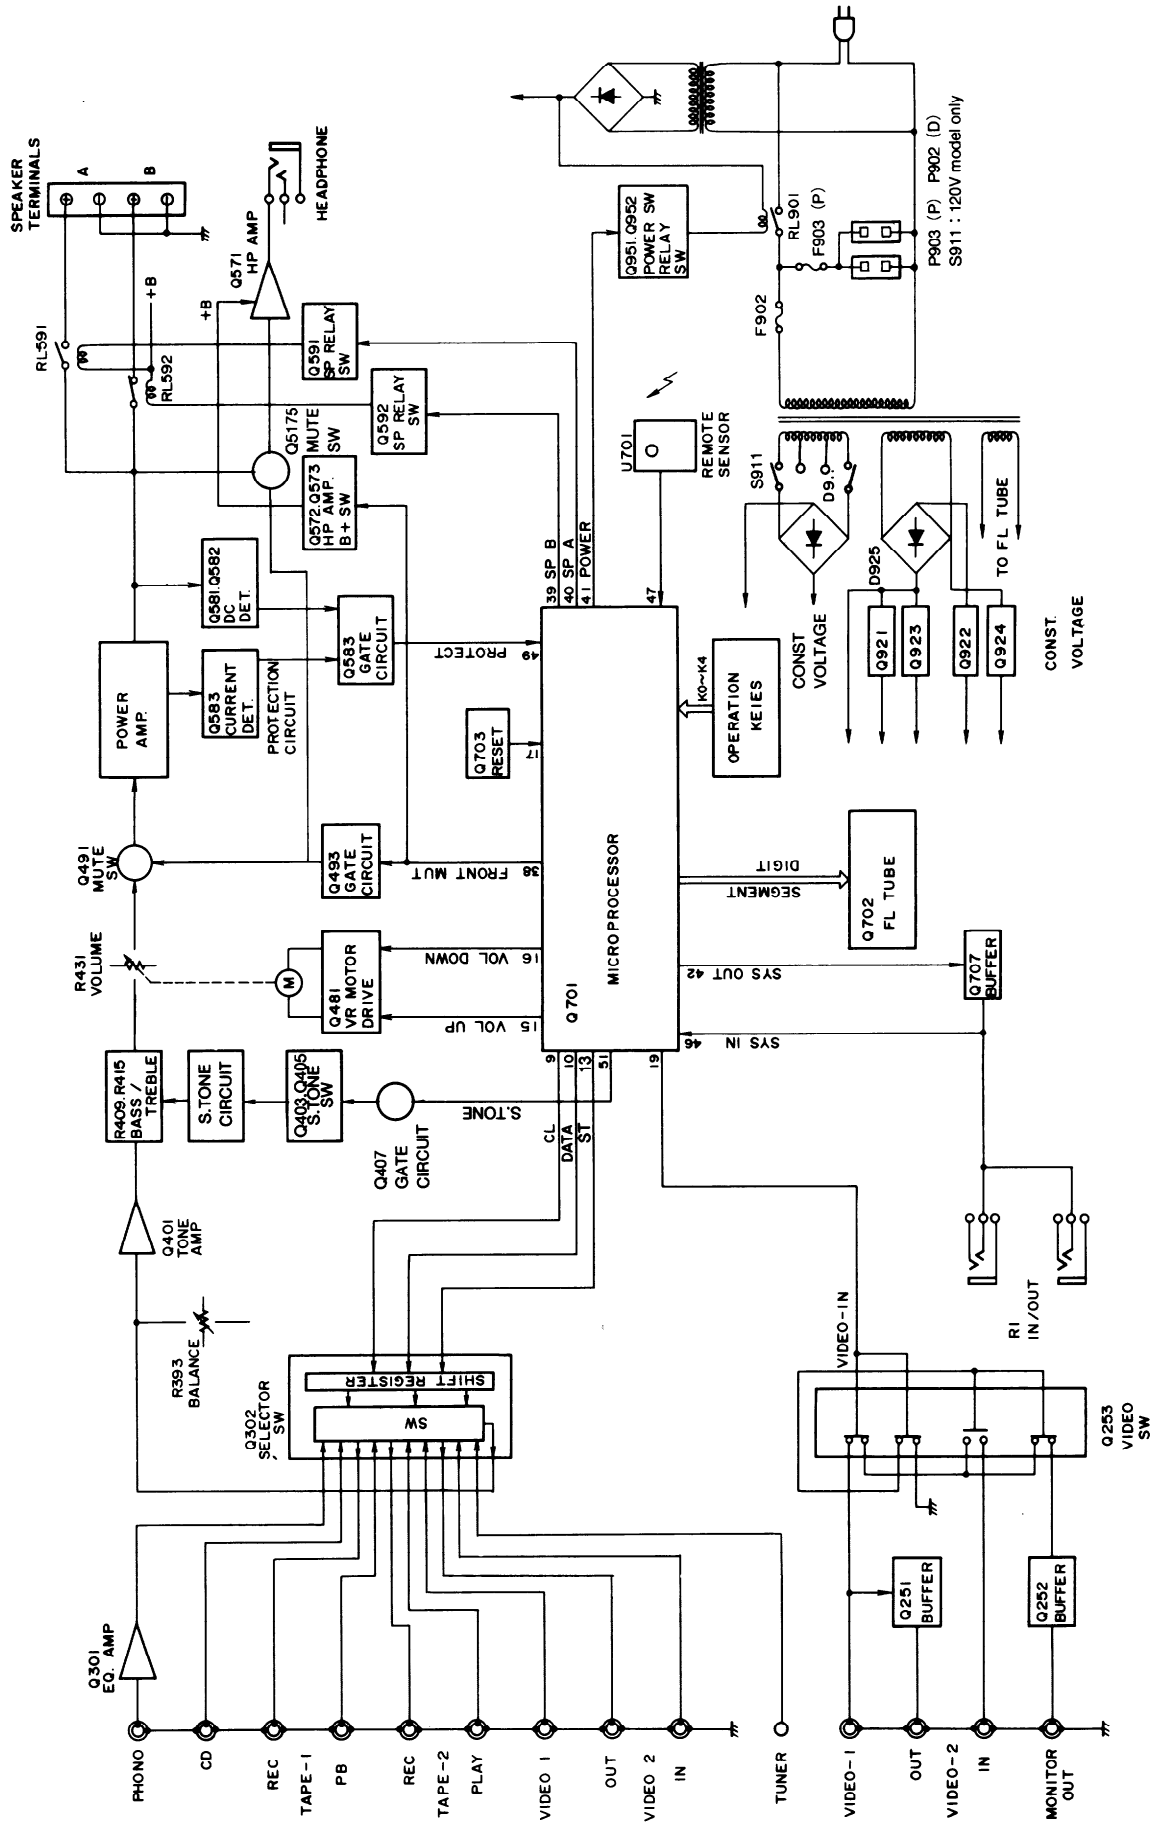 SPEAKER
TERMINALS
A
B
HEADPHONE
Q571
HP AMP
+B
+B
RL591
RL592
Q591
SP RELAY
SW
Q592
SP RELAY
SW
Q5175
MUTE
SW
Q572.Q573
HP AMP.
B+ SW
Q581.Q582
DC
DET.
Q583
CURRENT
DET.
PROTECTION
CIRCUIT
Q583
GATE
CIRCUIT
PROTECT
49
POWER
AMP.
Q491
MUTE
SW
Q493
GATE
CIRCUIT
FRONT MUT
38
Q703
RESET
17
R431
VOLUME
M
Q481
VR MOTOR
DRIVE
16 VOL DOWN
15 VOL UP
R409.R415
BASS /
TREBLE
S.TONE
CIRCUIT
Q403.Q405
S.TONE
SW
Q407
GATE
CIRCUIT
S.TONE
Q401
TONE
AMP
R393
BALANCE
Q302
SELECTOR
SW
SHIFT REGISTER
SW
CL
DATA
ST
9
10
13
51
19
Q701
MICROPROCESSOR
39 SP B
40 SP A
41 POWER
47
U701
REMOTE
SENSOR
Q951.Q952
POWER SW
RELAY
SW
RL901
F903 (P)
F902
P903 (P) P902 (D)
S911 : 120V model only
S911
D9..
CONST
VOLTAGE
D925
TO FL TUBE
Q921
Q923
Q922
Q924
CONST.
VOLTAGE
K0~K4
OPERATION
KEIES
DIGIT
SEGMENT
Q702
FL TUBE
SYS OUT 42
Q707
BUFFER
SYS IN 46
R1
IN/OUT
VIDEO-IN
Q253
VIDEO
SW
Q251
BUFFER
Q252
BUFFER
Q301
EQ. AMP
PHONO
CD
REC
TAPE-1
PB
REC
TAPE-2
PLAY
VIDEO 1
OUT
VIDEO 2
IN
TUNER
VIDEO-1
OUT
VIDEO-2
IN
MONITOR
OUT